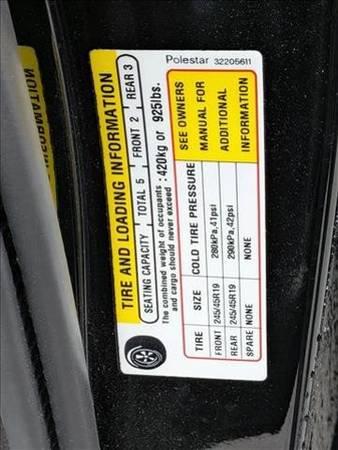 Polestar 32205611
TIRE AND LOADING INFORMATION
SEATING CAPACITY TOTAL 5 FRONT 2 REAR 3
The combined weight of occupants : 420kg or 925lbs.
and cargo should never exceed
TIRE SIZE COLD TIRE PRESSURE
FRONT 245/45R19 280kPa,41psi
REAR 245/45R19 290kPa,42psi
SPARE NONE NONE
SEE OWNERS
MANUAL FOR
ADDITIONAL
INFORMATION